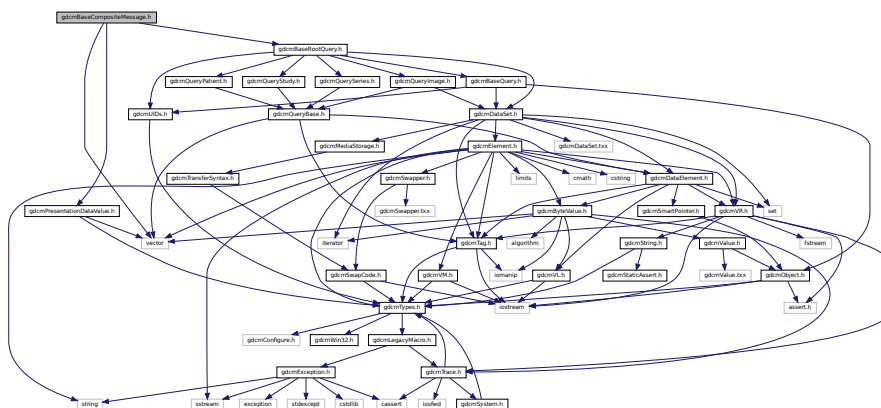 gdcmBaseCompositeMessage.h
gdcmBaseRootQuery.h
gdcmQueryPatient.h
gdcmQueryStudy.h
gdcmQuerySeries.h
gdcmQueryImage.h
gdcmBaseQuery.h
gdcmUIDs.h
gdcmQueryBase.h
gdcmDataSet.h
gdcmMediaStorage.h
gdcmElement.h
gdcmDataSet.txx
gdcmTransferSyntax.h
gdcmSwapper.h
limits
cmath
cstring
gdcmDataElement.h
gdcmPresentationDataValue.h
gdcmSwapper.txx
gdcmByteValue.h
gdcmSmartPointer.h
gdcmVR.h
set
vector
iterator
gdcmTag.h
algorithm
gdcmString.h
gdcmValue.h
fstream
gdcmSwapCode.h
gdcmVM.h
iomanip
gdcmVL.h
gdcmStaticAssert.h
gdcmValue.txx
gdcmObject.h
gdcmTypes.h
iostream
assert.h
gdcmConfigure.h
gdcmWin32.h
gdcmLegacyMacro.h
gdcmException.h
gdcmTrace.h
string
sstream
exception
stdexcept
cstdlib
cassert
iosfwd
gdcmSystem.h